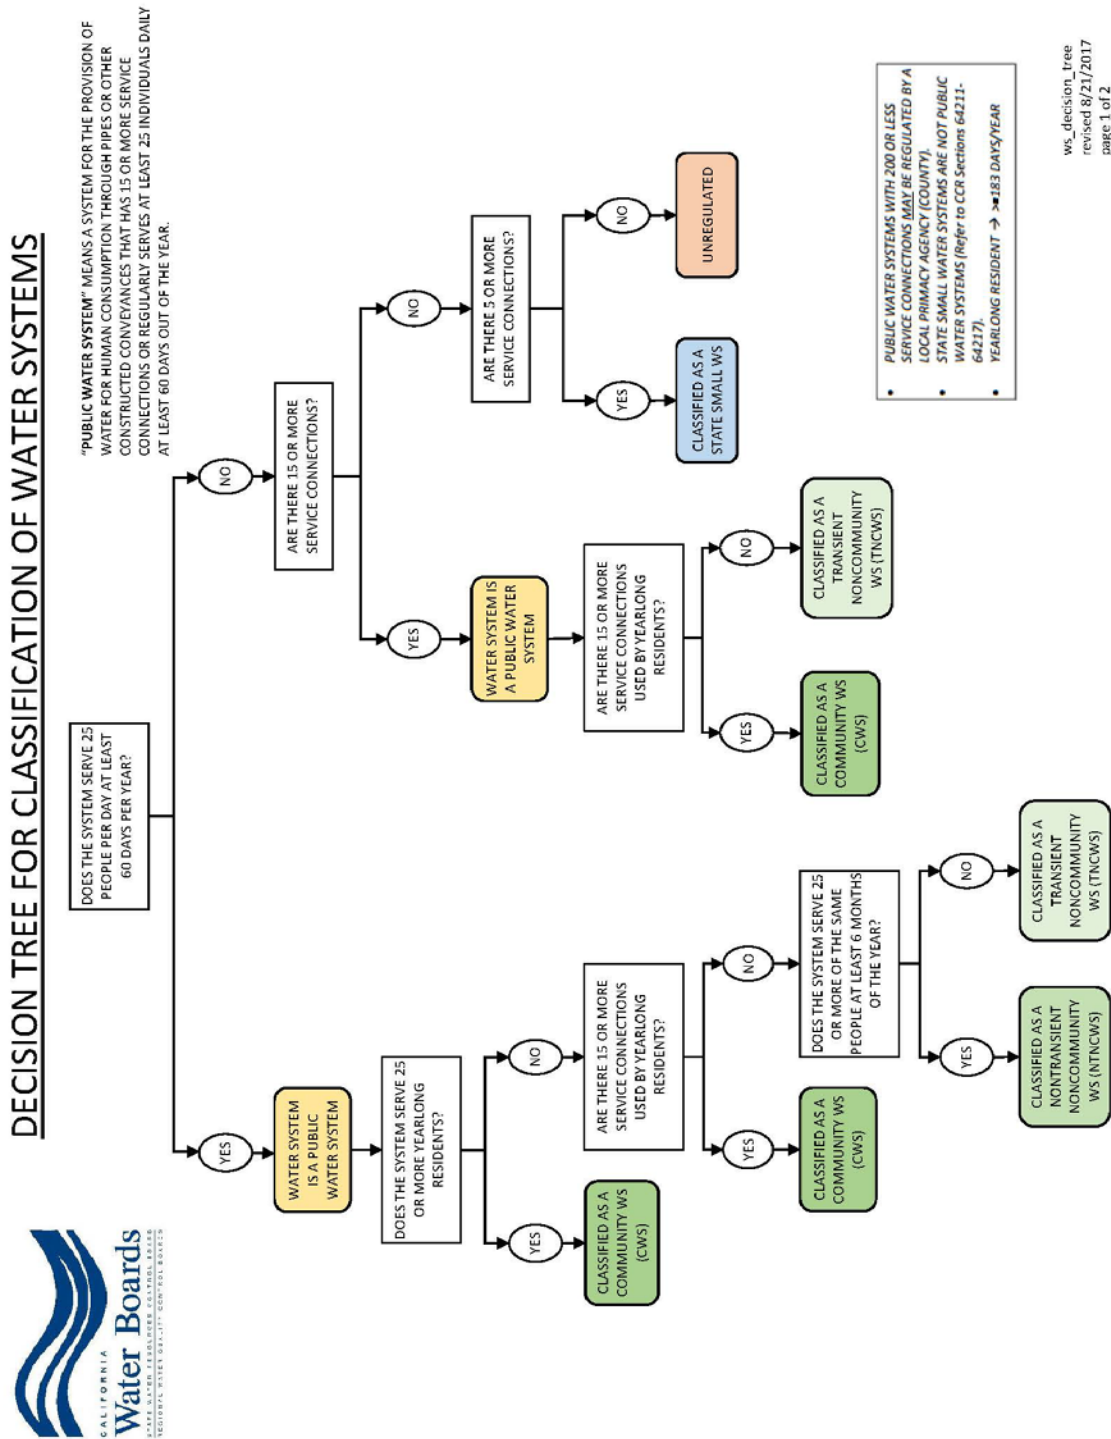 DECISION TREE FOR CLASSIFICATION OF WATER SYSTEMS
CALIFORNIA
Water Boards
STATE WATER RESOURCES CONTROL BOARD
REGIONAL WATER QUALITY CONTROL BOARDS
"PUBLIC WATER SYSTEM" MEANS A SYSTEM FOR THE PROVISION OF
WATER FOR HUMAN CONSUMPTION THROUGH PIPES OR OTHER
CONSTRUCTED CONVEYANCES THAT HAS 15 OR MORE SERVICE
CONNECTIONS OR REGULARLY SERVES AT LEAST 25 INDIVIDUALS DAILY
AT LEAST 60 DAYS OUT OF THE YEAR.
DOES THE SYSTEM SERVE 25
PEOPLE PER DAY AT LEAST
60 DAYS PER YEAR?
YES
NO
WATER SYSTEM
IS A PUBLIC
WATER SYSTEM
ARE THERE 15 OR MORE
SERVICE CONNECTIONS?
DOES THE SYSTEM SERVE 25
OR MORE YEARLONG
RESIDENTS?
YES
NO
WATER SYSTEM IS
A PUBLIC WATER
SYSTEM
ARE THERE 5 OR MORE
SERVICE CONNECTIONS?
YES
NO
YES
NO
CLASSIFIED AS A
COMMUNITY WS
(CWS)
ARE THERE 15 OR MORE
SERVICE CONNECTIONS
USED BY YEARLONG
RESIDENTS?
ARE THERE 15 OR MORE
SERVICE CONNECTIONS
USED BY YEARLONG
RESIDENTS?
CLASSIFIED AS A
STATE SMALL WS
UNREGULATED
YES
NO
YES
NO
CLASSIFIED AS A
COMMUNITY WS
(CWS)
DOES THE SYSTEM SERVE 25
OR MORE OF THE SAME
PEOPLE AT LEAST 6 MONTHS
OF THE YEAR?
CLASSIFIED AS A
COMMUNITY WS
(CWS)
CLASSIFIED AS A
TRANSIENT
NONCOMMUNITY
WS (TNCWS)
YES
NO
CLASSIFIED AS A
NONTRANSIENT
NONCOMMUNITY
WS (NTNCWS)
CLASSIFIED AS A
TRANSIENT
NONCOMMUNITY
WS (TNCWS)
• PUBLIC WATER SYSTEMS WITH 200 OR LESS
SERVICE CONNECTIONS MAY BE REGULATED BY A
LOCAL PRIMACY AGENCY (COUNTY).
• STATE SMALL WATER SYSTEMS ARE NOT PUBLIC
WATER SYSTEMS (Refer to CCR Sections 64211-
64217).
• YEARLONG RESIDENT → >=183 DAYS/YEAR
ws_decision_tree
revised 8/21/2017
page 1 of 2